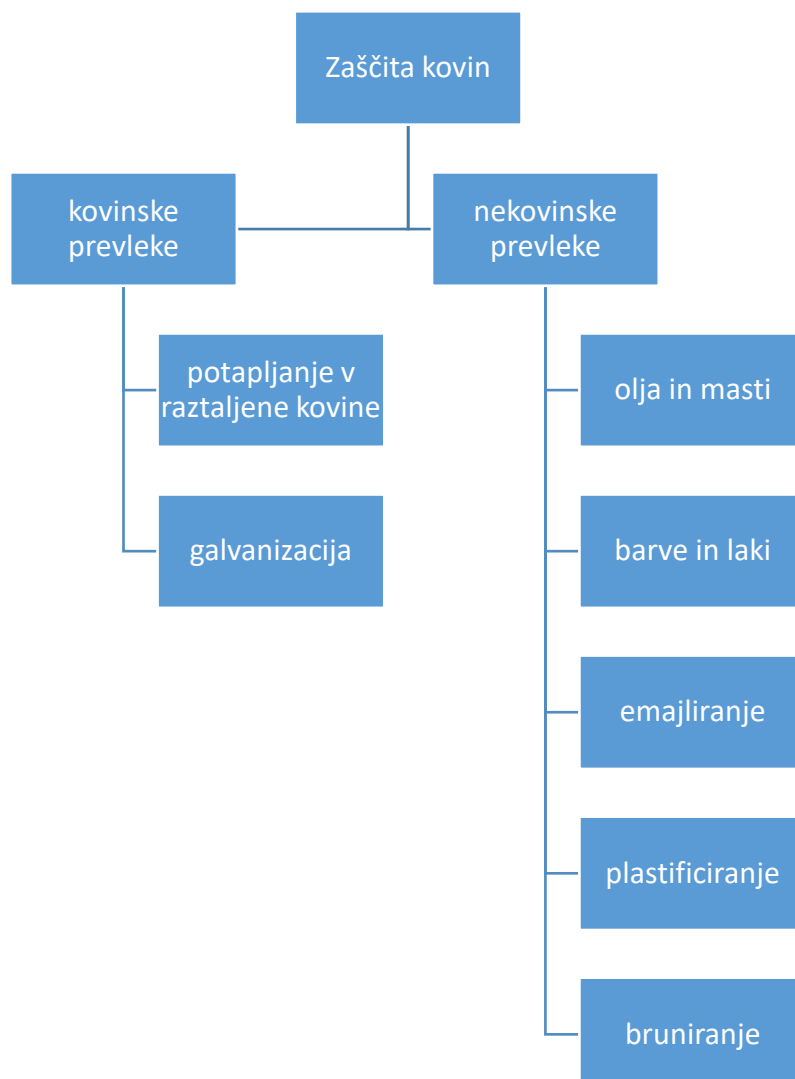 Zaščita kovin
kovinske
prevleke
nekovinske
prevleke
potapljanje v
raztaljene kovine
galvanizacija
olja in masti
barve in laki
emajliranje
plastificiranje
bruniranje